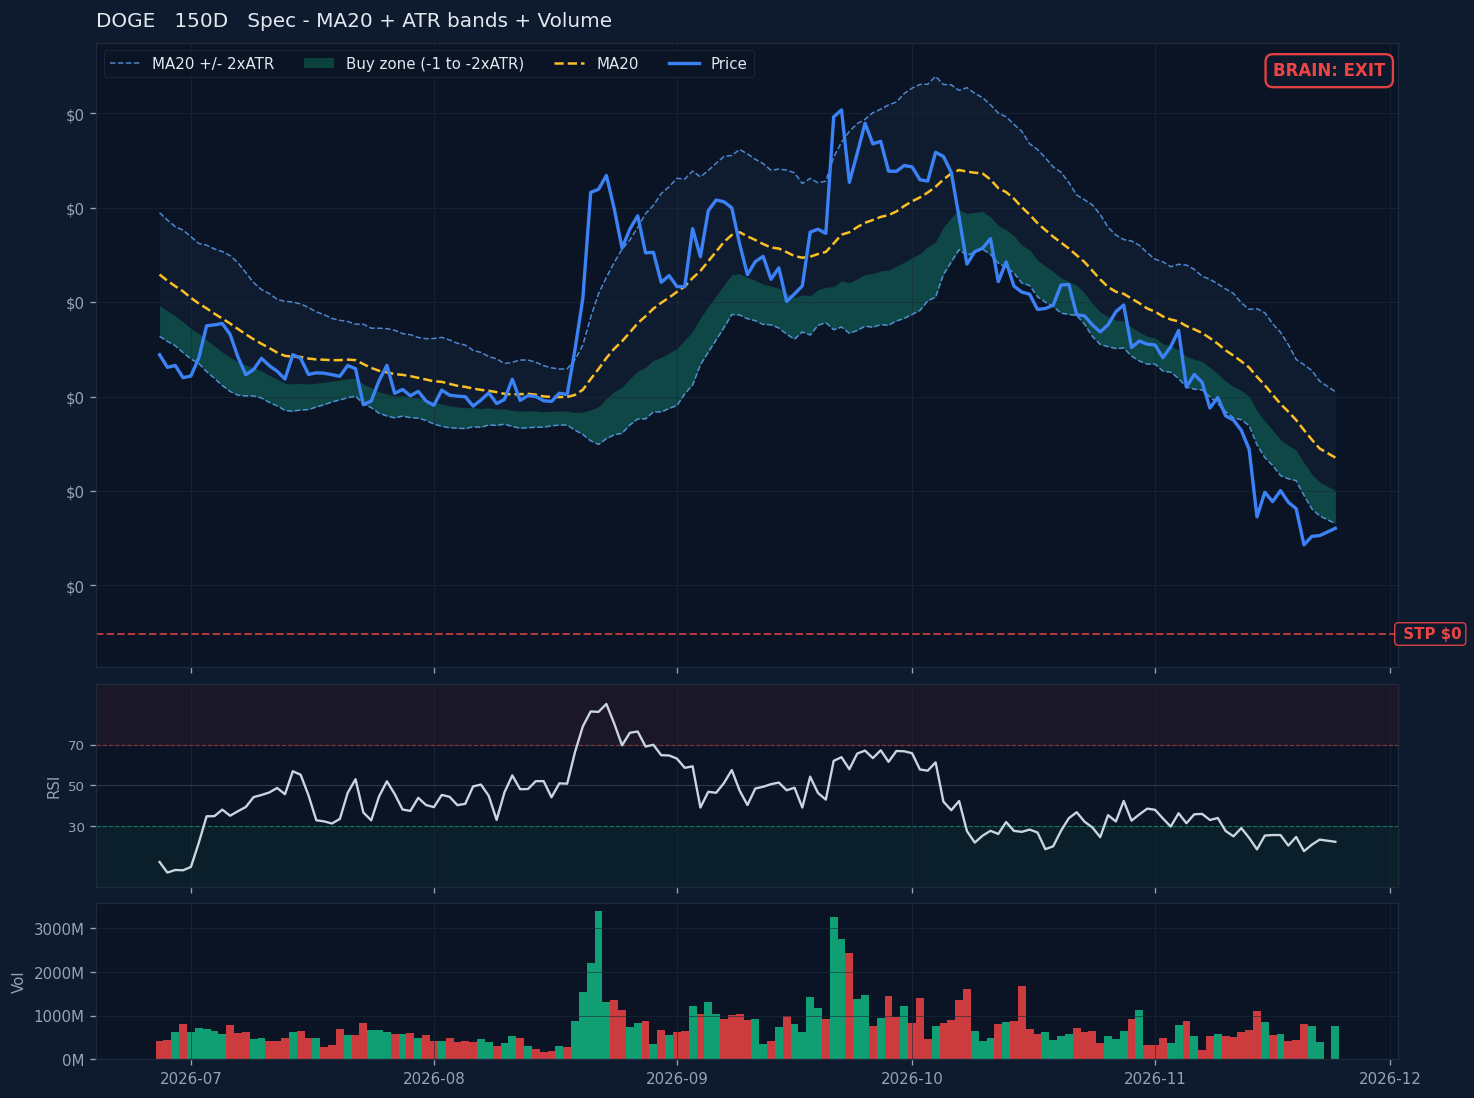 DOGE   150D   Spec - MA20 + ATR bands + Volume
MA20 +/- 2xATR   Buy zone (-1 to -2xATR)   MA20   Price
BRAIN: EXIT
$0
$0
$0
$0
$0
$0
STP $0
70
50
30
RSI
3000M
2000M
1000M
0M
Vol
2026-07   2026-08   2026-09   2026-10   2026-11   2026-12